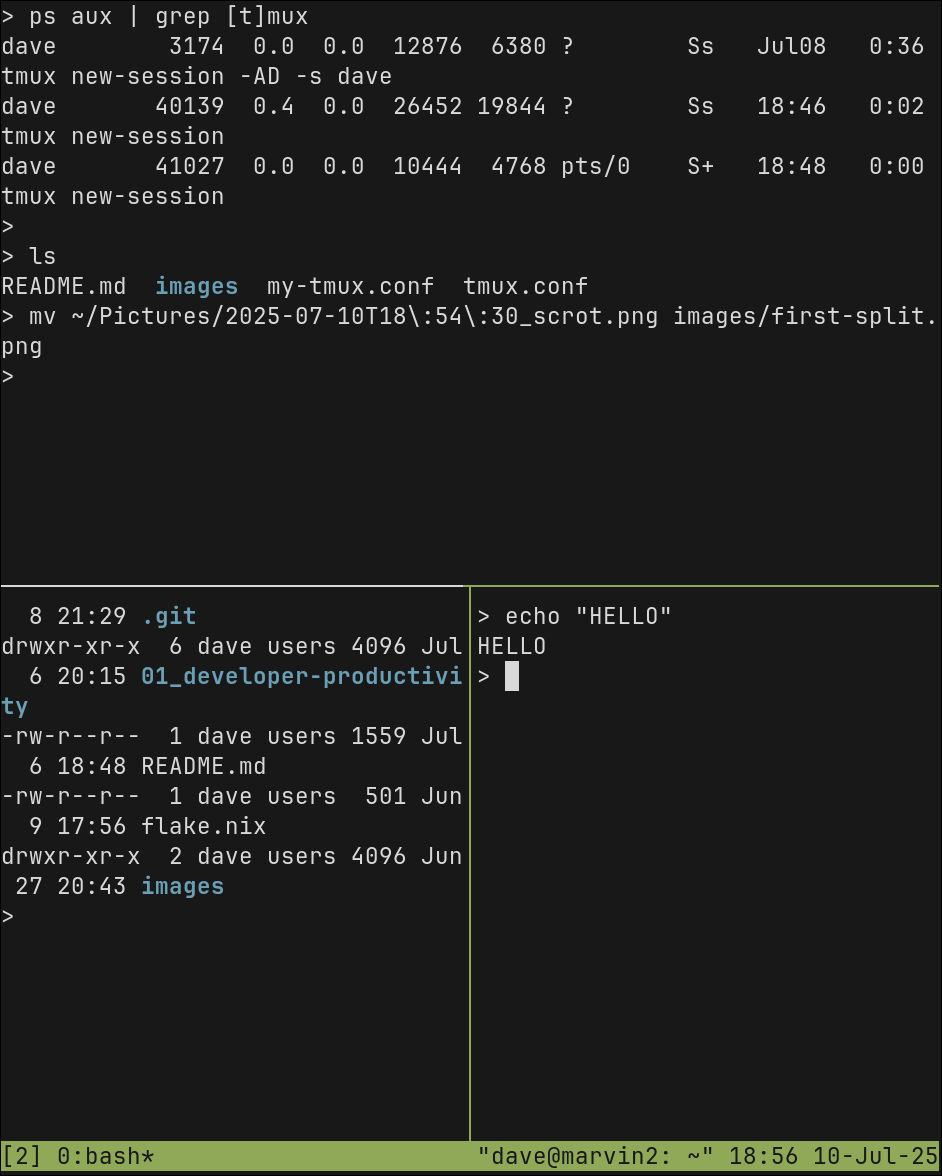 > ps aux | grep [t]mux
dave        3174  0.0  0.0  12876  6380 ?        Ss   Jul08   0:36
tmux new-session -AD -s dave
dave       40139  0.4  0.0  26452 19844 ?        Ss   18:46   0:02
tmux new-session
dave       41027  0.0  0.0  10444  4768 pts/0    S+   18:48   0:00
tmux new-session
>
> ls
README.md  images  my-tmux.conf  tmux.conf
> mv ~/Pictures/2025-07-10T18\:54\:30_scrot.png images/first-split.
png
>
  8 21:29 .git
drwxr-xr-x  6 dave users 4096 Jul
  6 20:15 01_developer-productivi
ty
-rw-r--r--  1 dave users 1559 Jul
  6 18:48 README.md
-rw-r--r--  1 dave users  501 Jun
  9 17:56 flake.nix
drwxr-xr-x  2 dave users 4096 Jun
 27 20:43 images
>
> echo "HELLO"
HELLO
>
[2] 0:bash*                       "dave@marvin2: ~" 18:56 10-Jul-25